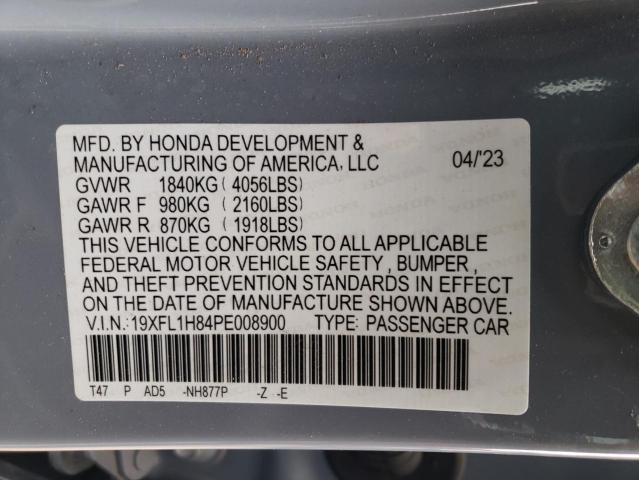 MFD. BY HONDA DEVELOPMENT &
MANUFACTURING OF AMERICA, LLC 04/'23
GVWR 1840KG (4056LBS)
GAWR F 980KG (2160LBS)
GAWR R 870KG (1918LBS)
THIS VEHICLE CONFORMS TO ALL APPLICABLE
FEDERAL MOTOR VEHICLE SAFETY, BUMPER,
AND THEFT PREVENTION STANDARDS IN EFFECT
ON THE DATE OF MANUFACTURE SHOWN ABOVE.
V.I.N.:19XFL1H84PE008900 TYPE: PASSENGER CAR
T47 P AD5 -NH877P -Z -E